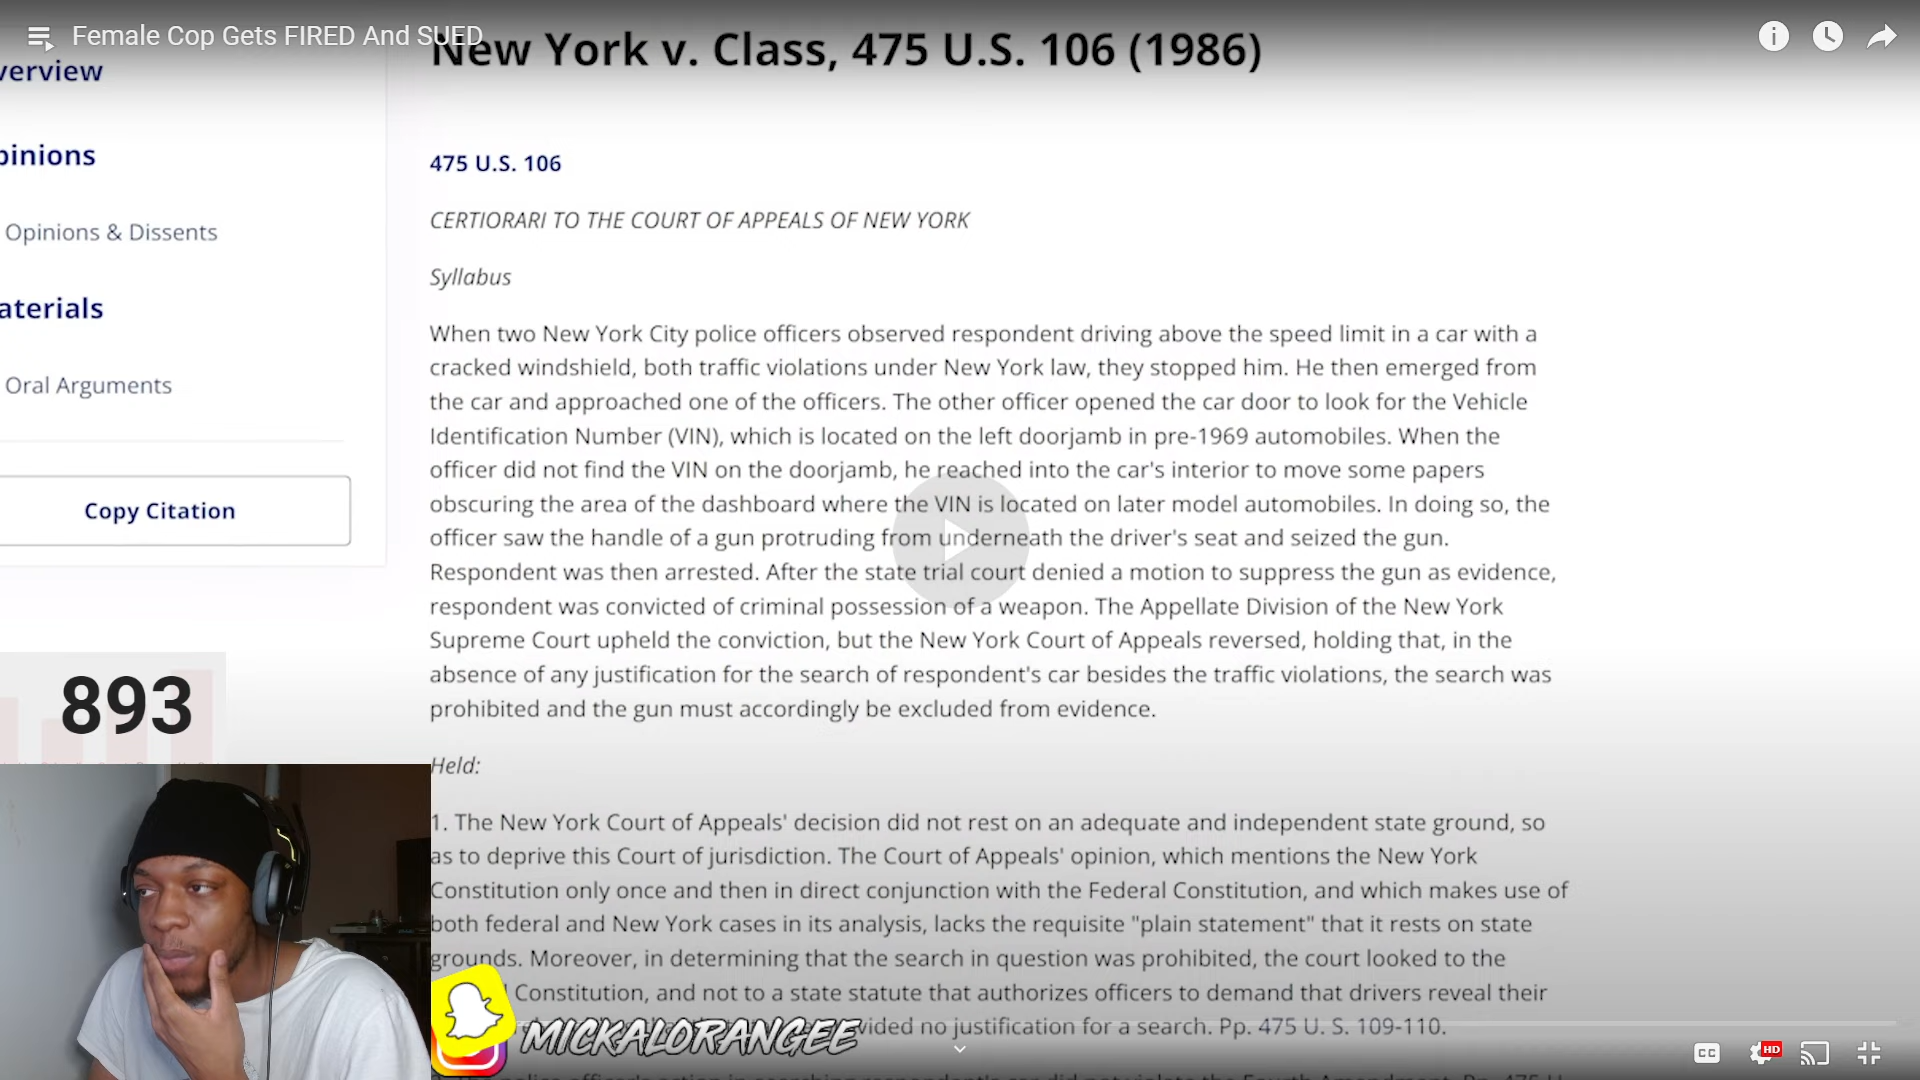 Female Cop Gets FIRED And SUED
New York v. Class, 475 U.S. 106 (1986)
verview
pinions
Opinions & Dissents
aterials
Oral Arguments
Copy Citation
893
475 U.S. 106
CERTIORARI TO THE COURT OF APPEALS OF NEW YORK
Syllabus
When two New York City police officers observed respondent driving above the speed limit in a car with a
cracked windshield, both traffic violations under New York law, they stopped him. He then emerged from
the car and approached one of the officers. The other officer opened the car door to look for the Vehicle
Identification Number (VIN), which is located on the left doorjamb in pre-1969 automobiles. When the
officer did not find the VIN on the doorjamb, he reached into the car's interior to move some papers
obscuring the area of the dashboard where the VIN is located on later model automobiles. In doing so, the
officer saw the handle of a gun protruding from underneath the driver's seat and seized the gun.
Respondent was then arrested. After the state trial court denied a motion to suppress the gun as evidence,
respondent was convicted of criminal possession of a weapon. The Appellate Division of the New York
Supreme Court upheld the conviction, but the New York Court of Appeals reversed, holding that, in the
absence of any justification for the search of respondent's car besides the traffic violations, the search was
prohibited and the gun must accordingly be excluded from evidence.
Held:
1. The New York Court of Appeals' decision did not rest on an adequate and independent state ground, so
as to deprive this Court of jurisdiction. The Court of Appeals' opinion, which mentions the New York
Constitution only once and then in direct conjunction with the Federal Constitution, and which makes use of
both federal and New York cases in its analysis, lacks the requisite "plain statement" that it rests on state
grounds. Moreover, in determining that the search in question was prohibited, the court looked to the
Constitution, and not to a state statute that authorizes officers to demand that drivers reveal their
vided no justification for a search. Pp. 475 U. S. 109-110.
MICKALORANGEE
CC
HD